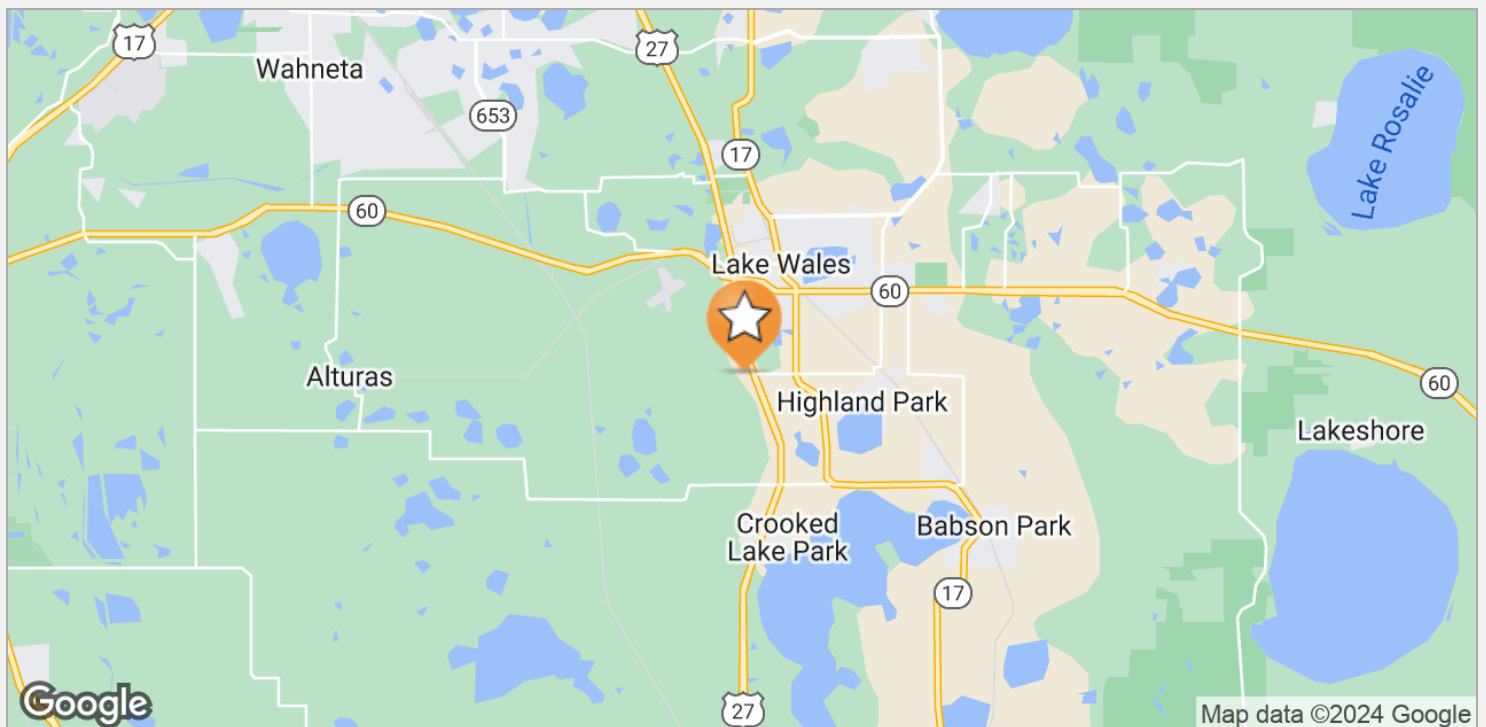 17
27
Wahneta
653
17
Lake Rosalie
60
Lake Wales
60
Alturas
60
Highland Park
Lakeshore
Crooked
Lake Park
Babson Park
17
Google
27
Map data ©2024 Google